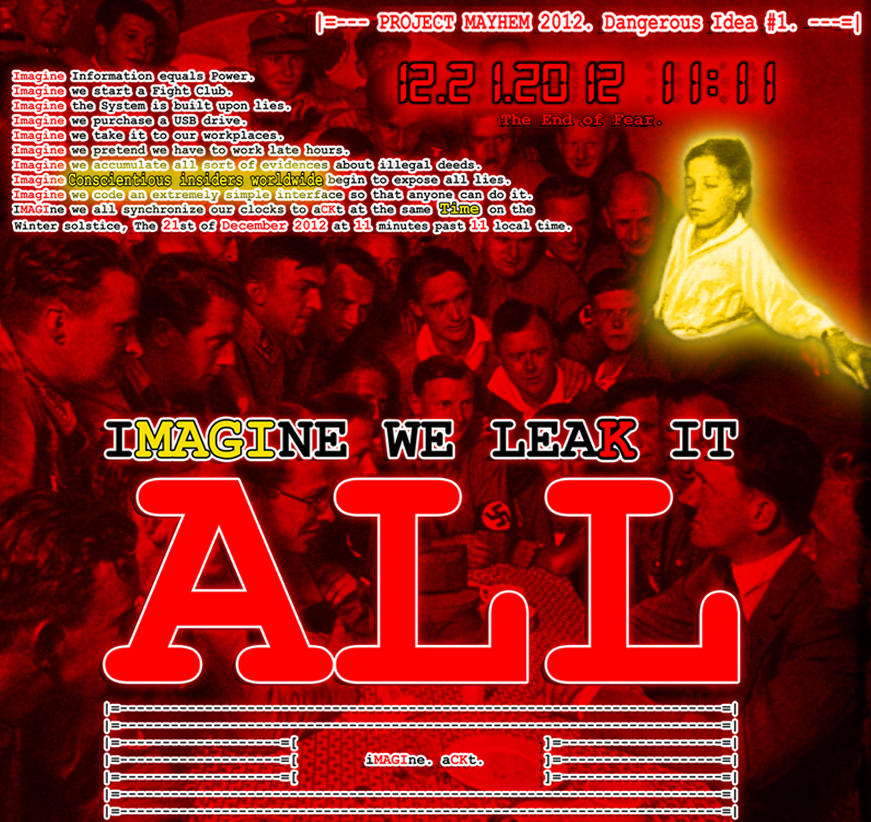 |=--- PROJECT MAYHEM 2012. Dangerous Idea #1. ---=|
12.21.2012 11:11
The End of Fear.
Imagine Information equals Power.
Imagine we start a Fight Club.
Imagine the System is built upon lies.
Imagine we purchase a USB drive.
Imagine we take it to our workplaces.
Imagine we pretend we have to work late hours.
Imagine we accumulate all sort of evidences about illegal deeds.
Imagine Conscientious insiders worldwide begin to expose all lies.
Imagine we code an extremely simple interface so that anyone can do it.
IMAGIne we all synchronize our clocks to aCKt at the same Time on the
Winter solstice, The 21st of December 2012 at 11 minutes past 11 local time.
IMAGINE WE LEAK IT
ALL
iMAGIne. aCKt.